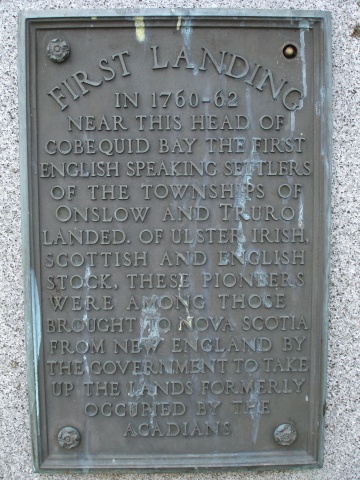 FIRST LANDING
IN 1760-62
NEAR THIS HEAD OF
COBEQUID BAY THE FIRST
ENGLISH SPEAKING SETTLERS
OF THE TOWNSHIPS OF
ONSLOW AND TRURO
LANDED. OF ULSTER IRISH,
SCOTTISH AND ENGLISH
STOCK, THESE PIONEERS
WERE AMONG THOSE
BROUGHT TO NOVA SCOTIA
FROM NEW ENGLAND BY
THE GOVERNMENT TO TAKE
UP THE LANDS FORMERLY
OCCUPIED BY THE
ACADIANS